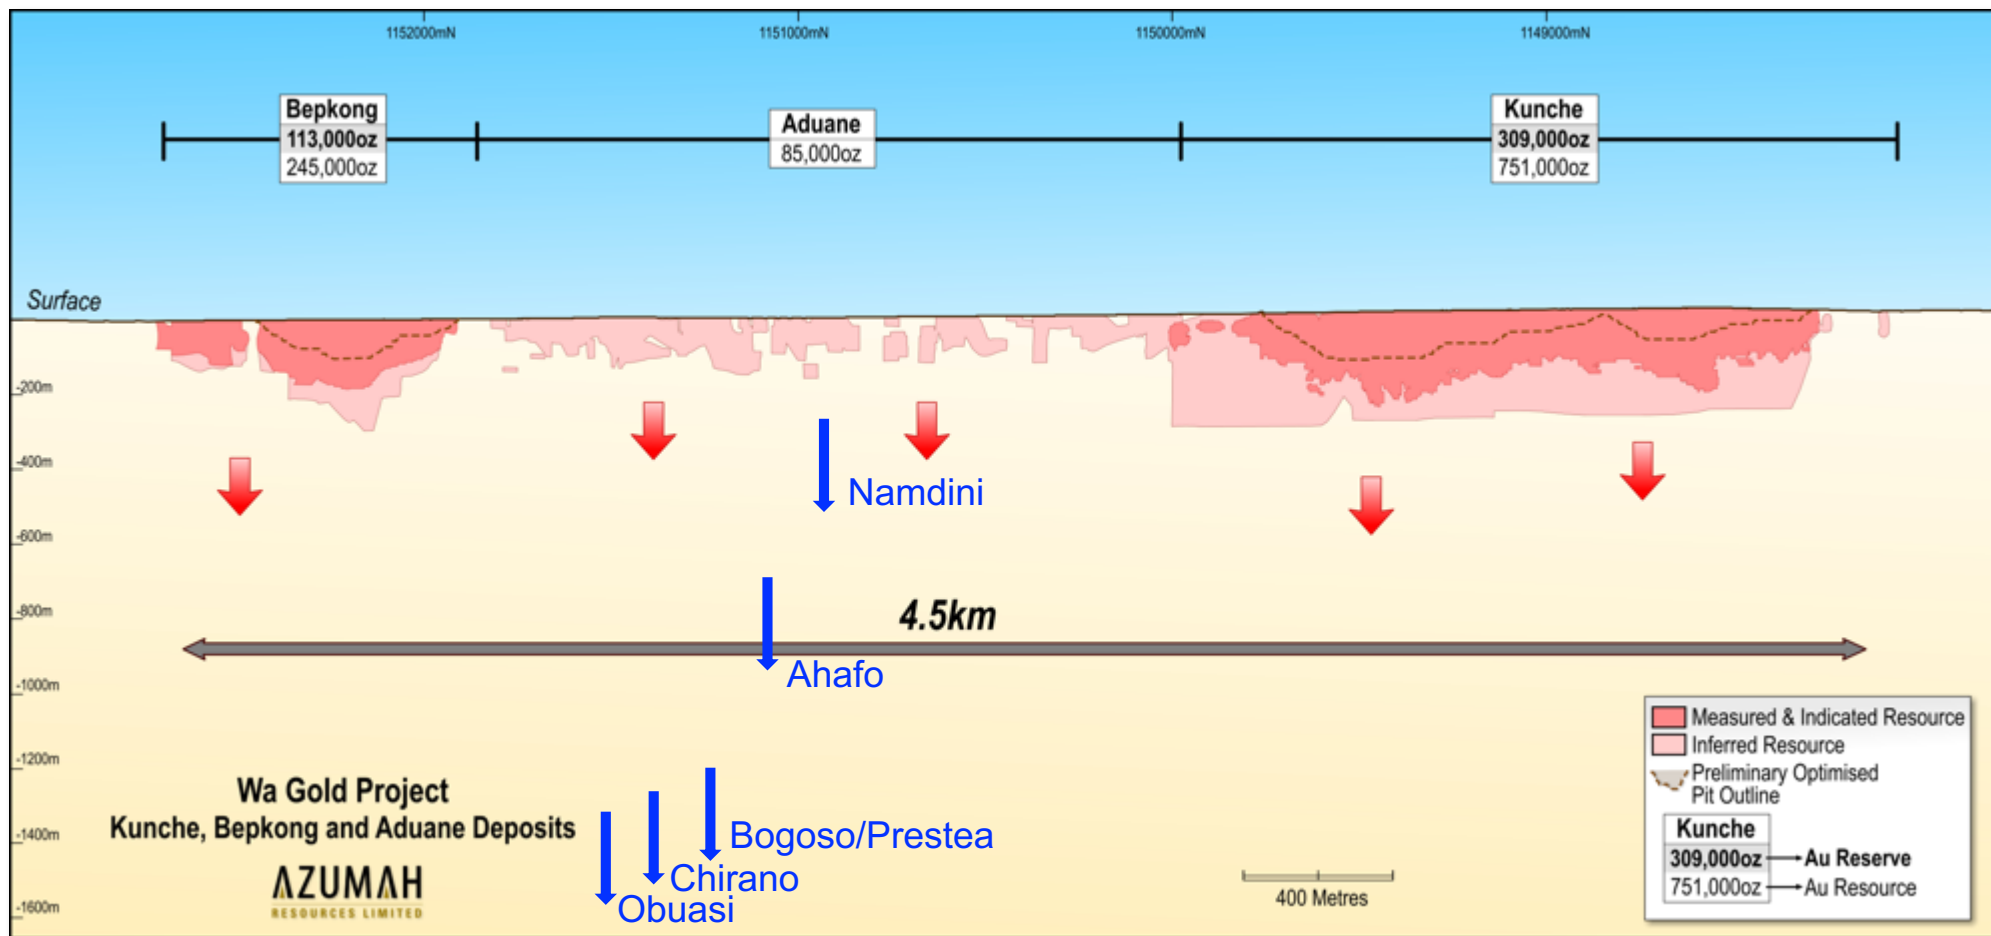 1152000mN
1151000mN
1150000mN
1149000mN
Bepkong
113,000oz
245,000oz
Aduane
85,000oz
Kunche
309,000oz
751,000oz
Surface
-200m
-400m
-600m
-800m
-1000m
-1200m
-1400m
-1600m
Namdini
4.5km
Ahafo
Bogoso/Prestea
Chirano
Obuasi
Wa Gold Project
Kunche, Bepkong and Aduane Deposits
AZUMAH
RESOURCES LIMITED
400 Metres
Measured & Indicated Resource
Inferred Resource
Preliminary Optimised
Pit Outline
Kunche
309,000oz Au Reserve
751,000oz Au Resource